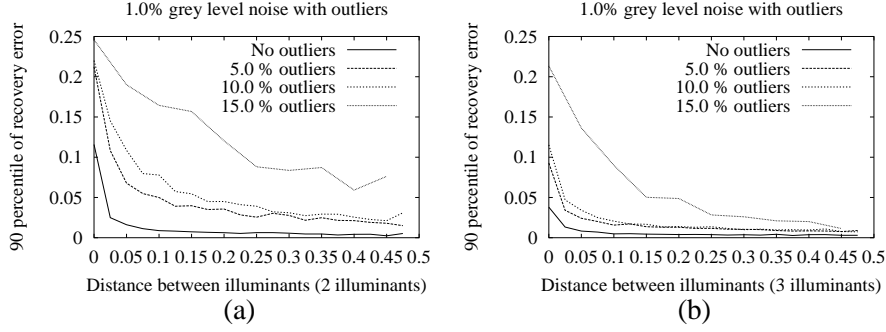 1.0% grey level noise with outliers
90 percentile of recovery error
0.25
0.2
0.15
0.1
0.05
0
No outliers
5.0 % outliers
10.0 % outliers
15.0 % outliers
0 0.05 0.1 0.15 0.2 0.25 0.3 0.35 0.4 0.45 0.5
Distance between illuminants (2 illuminants)
(a)
1.0% grey level noise with outliers
90 percentile of recovery error
0.25
0.2
0.15
0.1
0.05
0
No outliers
5.0 % outliers
10.0 % outliers
15.0 % outliers
0 0.05 0.1 0.15 0.2 0.25 0.3 0.35 0.4 0.45 0.5
Distance between illuminants (3 illuminants)
(b)